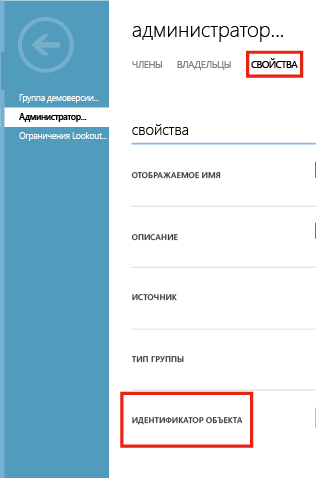 администратор...
ЧЛЕНЫ ВЛАДЕЛЬЦЫ СВОЙСТВА
Группа демоверсии...
Администратор...
Ограничения Lookout...
свойства
ОТОБРАЖАЕМОЕ ИМЯ
ОПИСАНИЕ
ИСТОЧНИК
ТИП ГРУППЫ
ИДЕНТИФИКАТОР ОБЪЕКТА